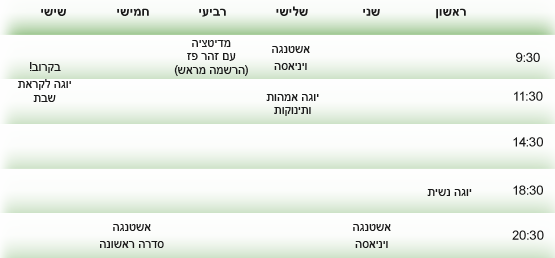 ראשון שני שלישי רביעי חמישי שישי
9:30
אשטנגה
ויניאסה
מדיטציה
עם זהר פז
(הרשמה מראש)
בקרוב!
יוגה לקראת
שבת
11:30
יוגה אמהות
ותינוקות
14:30
18:30
יוגה נשית
20:30
אשטנגה
ויניאסה
אשטנגה
סדרה ראשונה